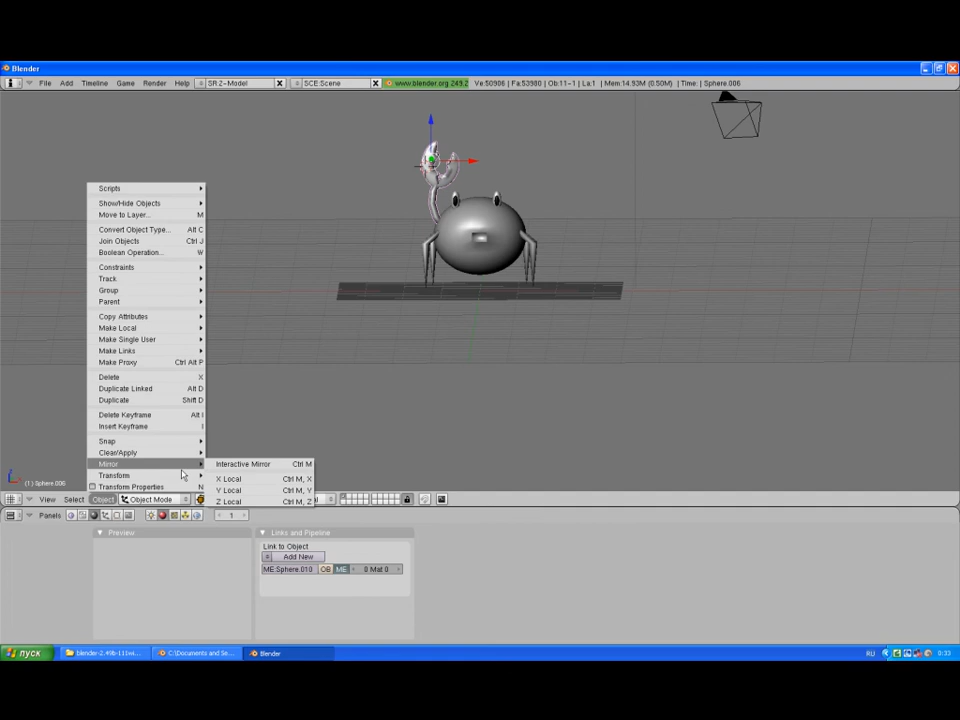 Blender
File Add Timeline Game Render Help SR:2-Model SCE:Scene www.blender.org 249.2 Ve:50906 | Fa:53980 | Ob:11-1 | La:1 | Mem:14.93M (0.50M) | Time: | Sphere.006
Scripts
Show/Hide Objects
Move to Layer... M
Convert Object Type... Alt C
Join Objects Ctrl J
Boolean Operation... W
Constraints
Track
Group
Parent
Copy Attributes
Make Local
Make Single User
Make Links
Make Proxy Ctrl Alt P
Delete X
Duplicate Linked Alt D
Duplicate Shift D
Delete Keyframe Alt I
Insert Keyframe I
Snap
Clear/Apply
Mirror Interactive Mirror Ctrl M
Transform X Local Ctrl M, X
Transform Properties N Y Local Ctrl M, Y
Z Local Ctrl M, Z
(1) Sphere.006
View Select Object Object Mode
Panels 1
Preview Links and Pipeline
Link to Object
Add New
ME:Sphere.010 OB ME 0 Mat 0
пуск blender-2.49b-111wi... C:\Documents and Se... Blender RU 0:33